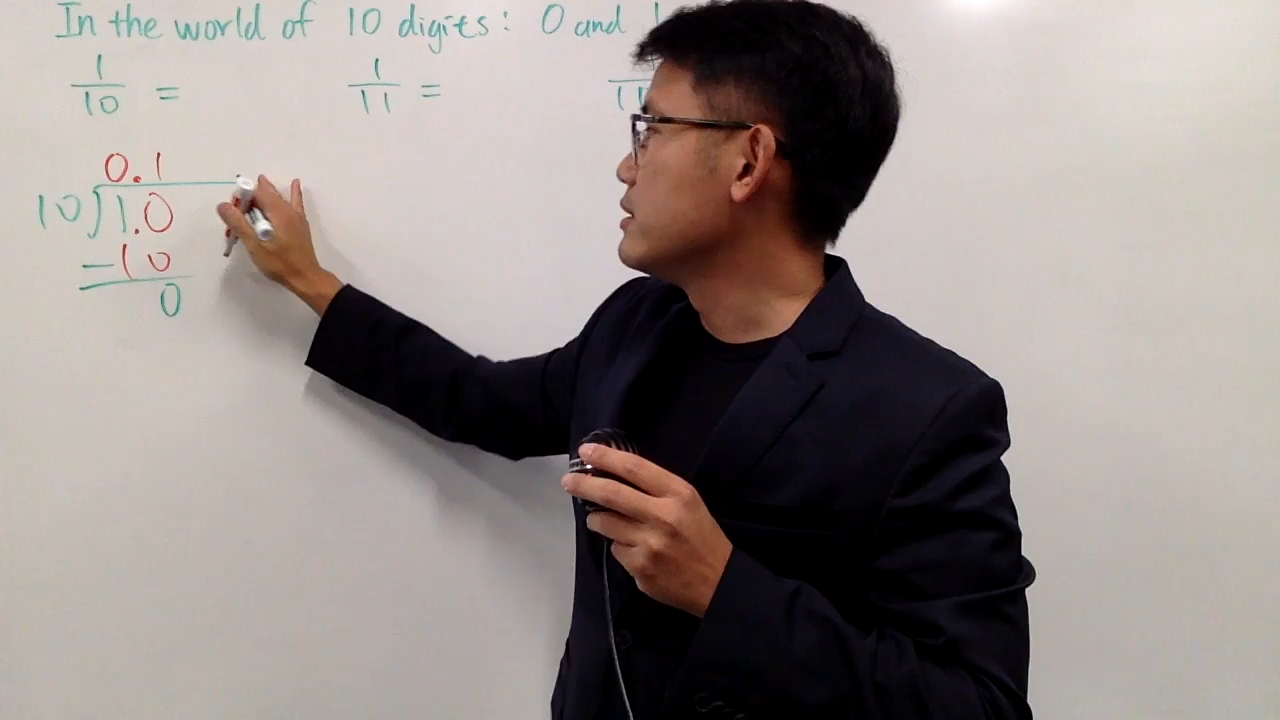 In the world of 10 digits: 0 and 1
1/10 = 1/11 =
0.1
10)1.0
-10
0